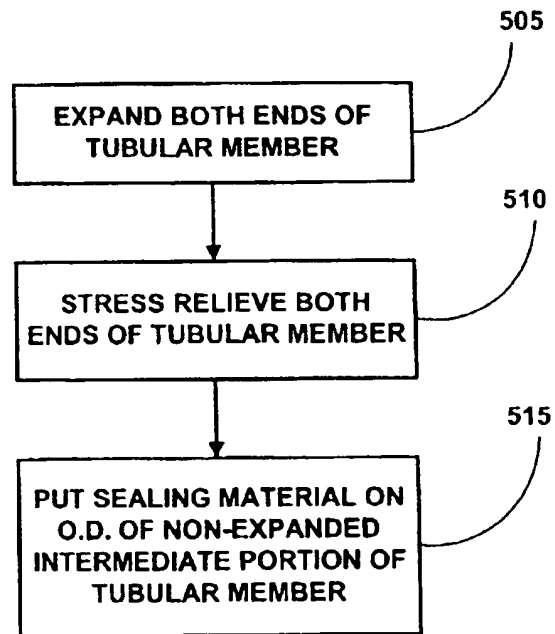 505
EXPAND BOTH ENDS OF
TUBULAR MEMBER
510
STRESS RELIEVE BOTH
ENDS OF TUBULAR MEMBER
515
PUT SEALING MATERIAL ON
O.D. OF NON-EXPANDED
INTERMEDIATE PORTION OF
TUBULAR MEMBER